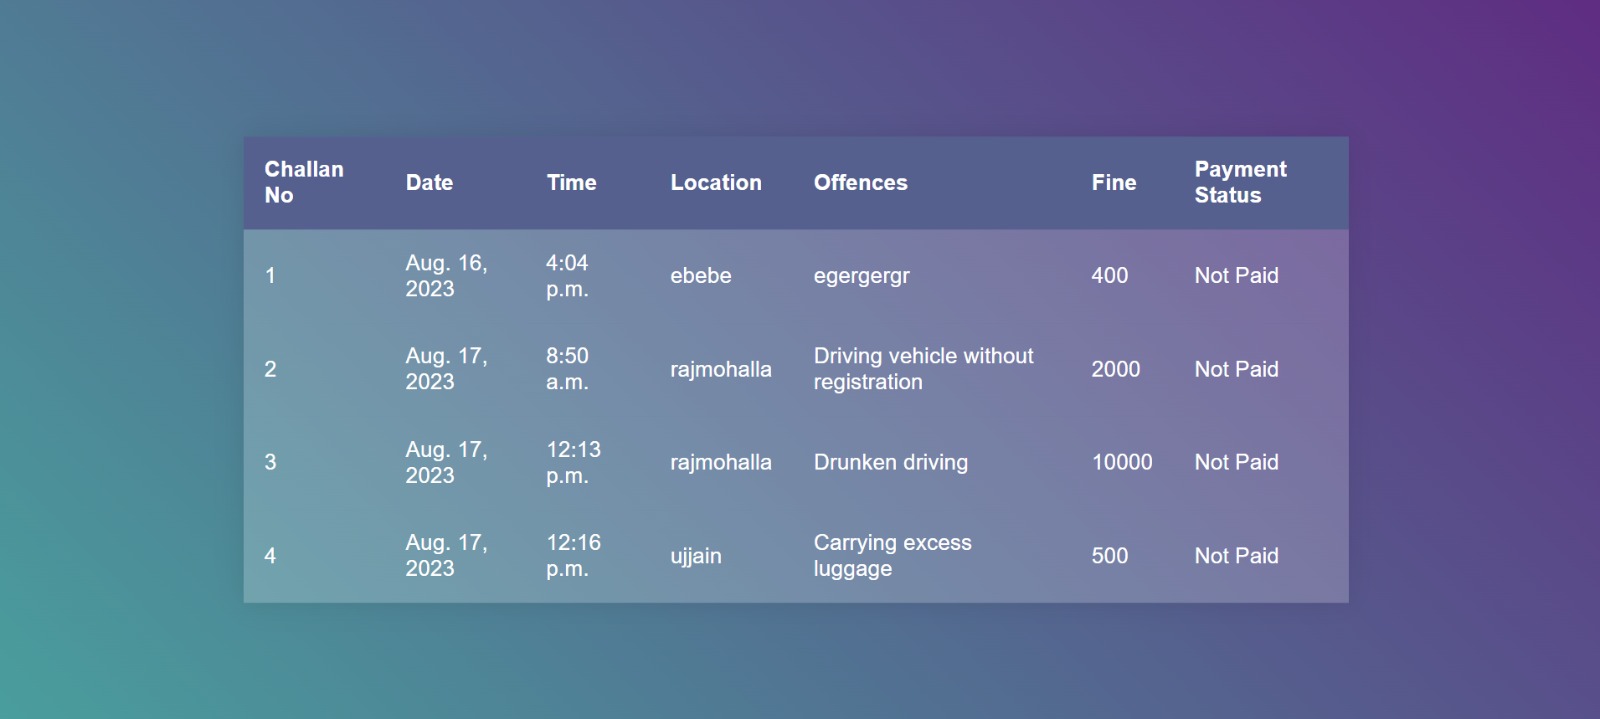 Challan No Date Time Location Offences Fine Payment Status
1 Aug. 16, 2023 4:04 p.m. ebebe egergergr 400 Not Paid
2 Aug. 17, 2023 8:50 a.m. rajmohalla Driving vehicle without registration 2000 Not Paid
3 Aug. 17, 2023 12:13 p.m. rajmohalla Drunken driving 10000 Not Paid
4 Aug. 17, 2023 12:16 p.m. ujjain Carrying excess luggage 500 Not Paid